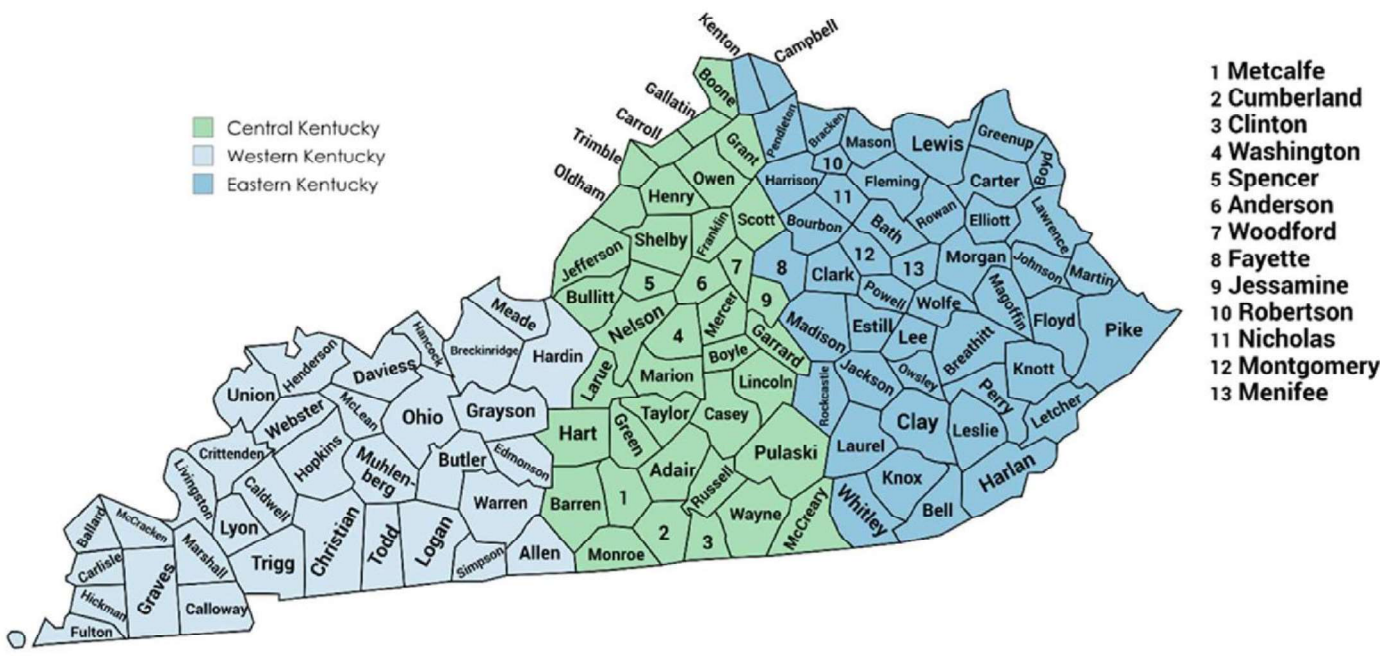 Kenton
Campbell
Boone
Gallatin
Carroll
Trimble
Oldham
Central Kentucky
Western Kentucky
Eastern Kentucky
1 Metcalfe
2 Cumberland
3 Clinton
4 Washington
5 Spencer
6 Anderson
7 Woodford
8 Fayette
9 Jessamine
10 Robertson
11 Nicholas
12 Montgomery
13 Menifee
Grant
Pendleton
Bracken
Mason
Lewis
Greenup
Boyd
Owen
Henry
Harrison
10
Fleming
Carter
11
Rowan
Elliott
Lawrence
Scott
Franklin
Shelby
Jefferson
Bourbon
Bath
Morgan
Johnson
Martin
Bullitt
5
6
7
8
Clark
12
13
Powell
Wolfe
Magoffin
Floyd
Pike
Nelson
4
Mercer
9
Garrard
Madison
Estill
Lee
Breathitt
Knott
Meade
Breckinridge
Hardin
Hancock
Larue
Marion
Boyle
Lincoln
Rockcastle
Jackson
Owsley
Perry
Letcher
Henderson
Daviess
Union
Webster
McLean
Ohio
Grayson
Hart
Green
Taylor
Casey
Pulaski
Laurel
Clay
Leslie
Harlan
Crittenden
Hopkins
Muhlen-
berg
Butler
Edmonson
Adair
Russell
Knox
Bell
Whitley
Livingston
Caldwell
Lyon
Christian
Todd
Logan
Warren
Barren
1
2
3
Wayne
McCreary
Ballard
McCracken
Marshall
Trigg
Simpson
Allen
Monroe
Carlisle
Graves
Hickman
Calloway
Fulton